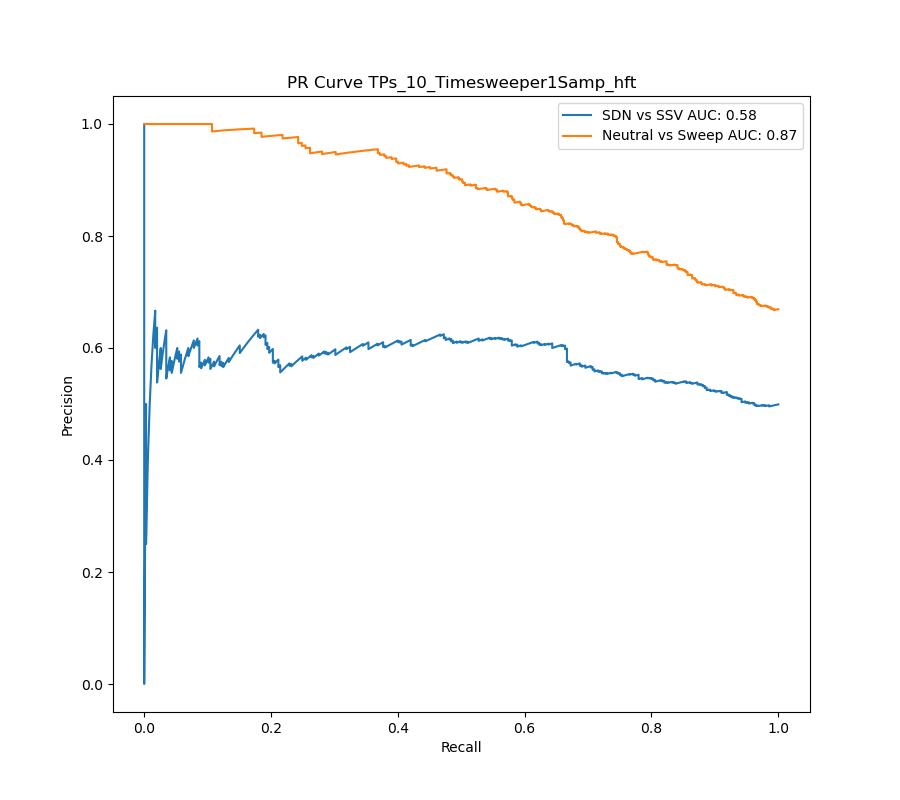 PR Curve TPs_10_Timesweeper1Samp_hft
SDN vs SSV AUC: 0.58
Neutral vs Sweep AUC: 0.87
1.0
0.8
0.6
0.4
0.2
0.0
Precision
0.0 0.2 0.4 0.6 0.8 1.0
Recall